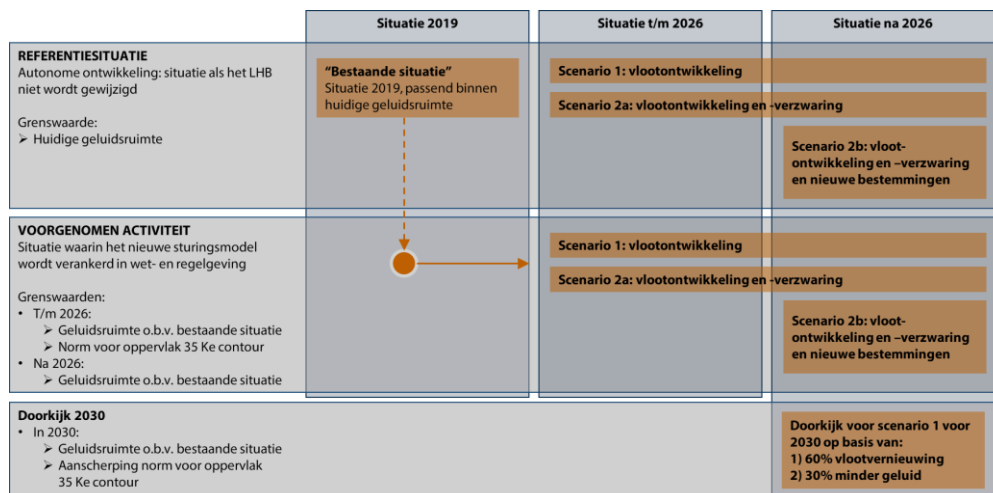 Situatie 2019
Situatie t/m 2026
Situatie na 2026
REFERENTIESITUATIE
Autonome ontwikkeling: situatie als het LHB
niet wordt gewijzigd
Grenswaarde:
➢ Huidige geluidsruimte
“Bestaande situatie”
Situatie 2019, passend binnen
huidige geluidsruimte
Scenario 1: vlootontwikkeling
Scenario 2a: vlootontwikkeling en -verzwaring
Scenario 2b: vloot-
ontwikkeling en –verzwaring
en nieuwe bestemmingen
VOORGENOMEN ACTIVITEIT
Situatie waarin het nieuwe sturingsmodel
wordt verankerd in wet- en regelgeving
Grenswaarden:
• T/m 2026:
➢ Geluidsruimte o.b.v. bestaande situatie
➢ Norm voor oppervlak 35 Ke contour
• Na 2026:
➢ Geluidsruimte o.b.v. bestaande situatie
Scenario 1: vlootontwikkeling
Scenario 2a: vlootontwikkeling en -verzwaring
Scenario 2b: vloot-
ontwikkeling en –verzwaring
en nieuwe bestemmingen
Doorkijk 2030
• In 2030:
➢ Geluidsruimte o.b.v. bestaande situatie
➢ Aanscherping norm voor oppervlak
35 Ke contour
Doorkijk voor scenario 1 voor
2030 op basis van:
1) 60% vlootvernieuwing
2) 30% minder geluid